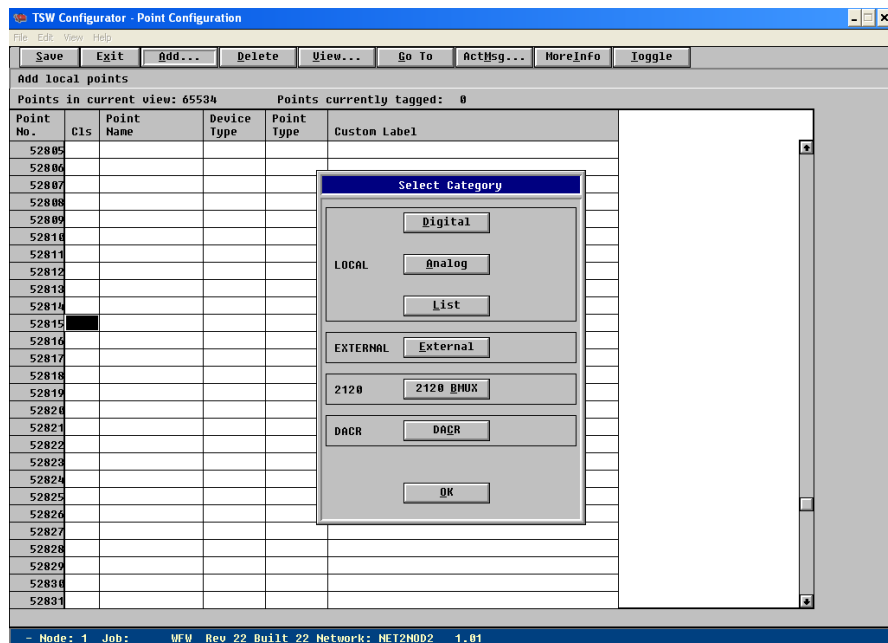 TSW Configurator - Point Configuration
File Edit View Help
Save Exit Add... Delete View... Go To ActMsg... MoreInfo Toggle
Add local points
Points in current view: 65534 Points currently tagged: 0
Point No. Cls Point Name Device Type Point Type Custom Label
52805
52806
52807
52808
52809
52810
52811
52812
52813
52814
52815
52816
52817
52818
52819
52820
52821
52822
52823
52824
52825
52826
52827
52828
52829
52830
52831
Select Category
LOCAL
Digital
Analog
List
EXTERNAL External
2120 2120 BMUX
DACR DACR
OK
- Node: 1 Job: WFW Rev 22 Built 22 Network: NET2NOD2 1.01